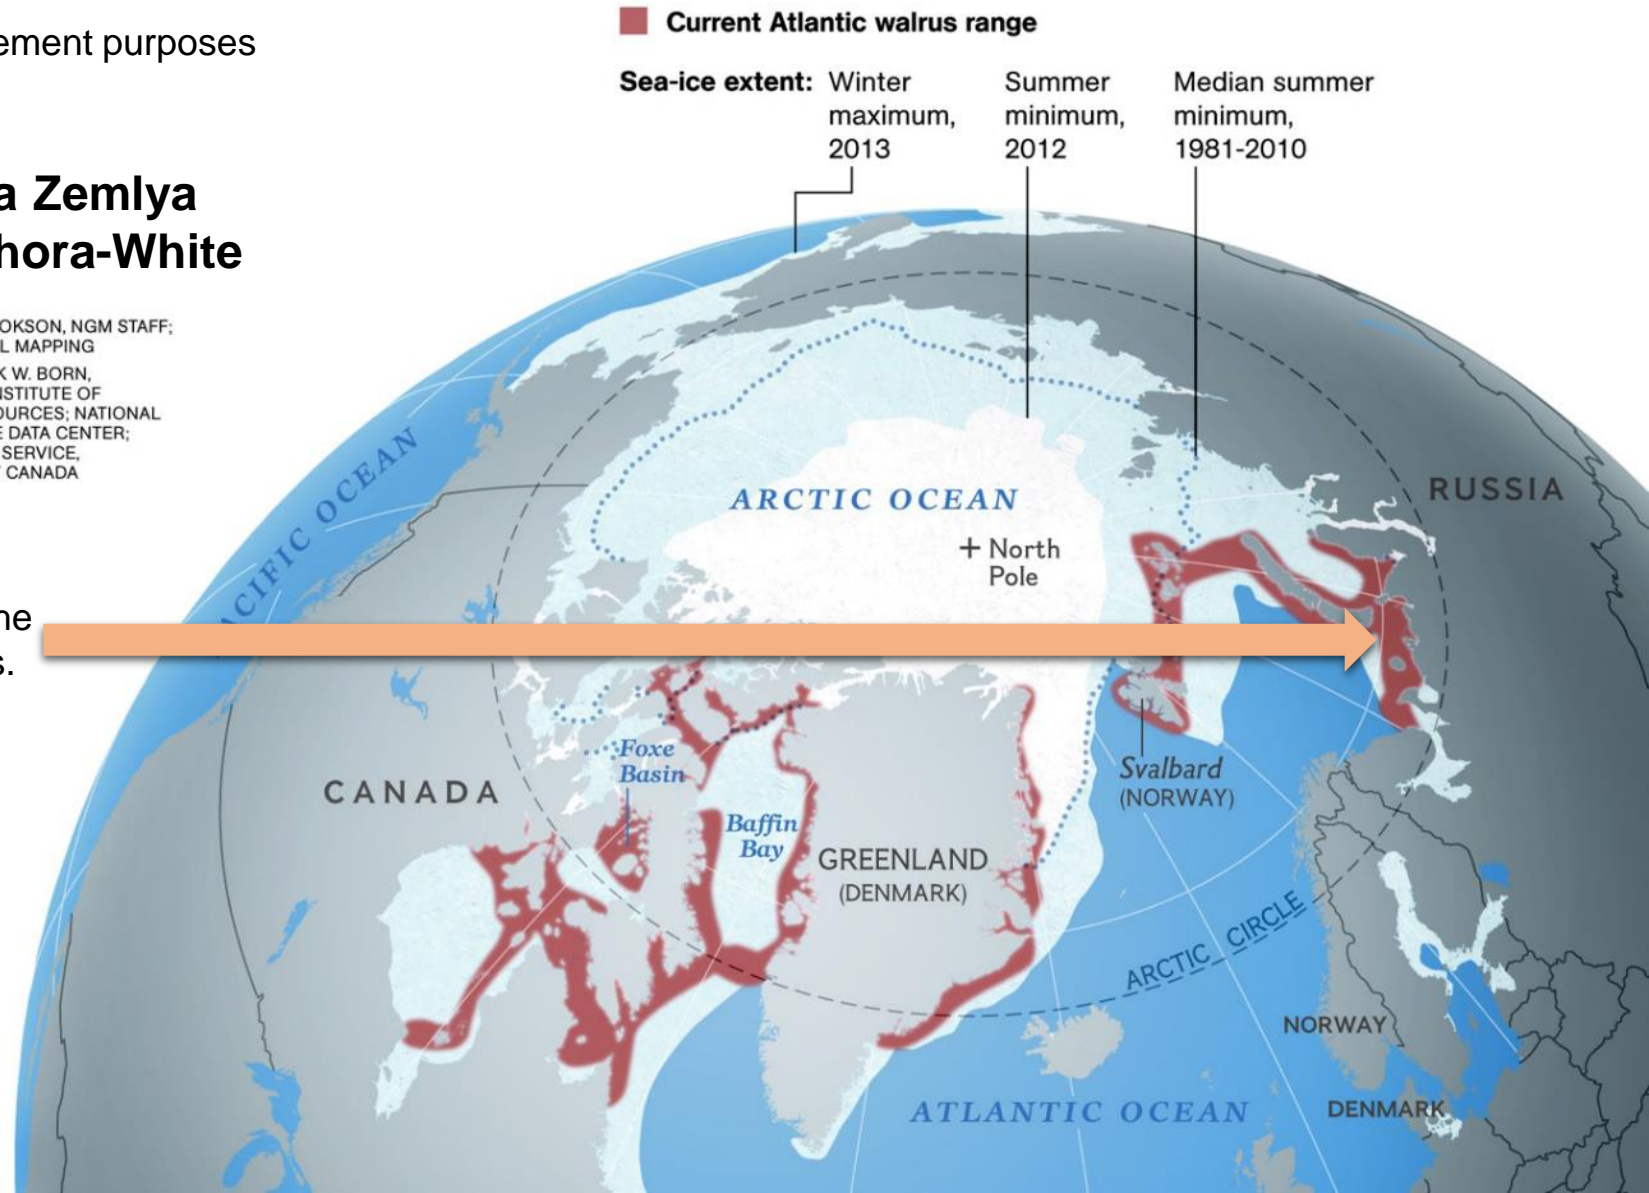 ement purposes
a Zemlya
hora-White
OKSON, NGM STAFF;
L MAPPING
K W. BORN,
NSTITUTE OF
OURCES; NATIONAL
E DATA CENTER;
SERVICE,
CANADA
ne
s.
Current Atlantic walrus range
Sea-ice extent:
Winter
maximum,
2013
Summer
minimum,
2012
Median summer
minimum,
1981-2010
ACIFIC OCEAN
ARCTIC OCEAN
+ North
Pole
RUSSIA
CANADA
Foxe
Basin
Baffin
Bay
GREENLAND
(DENMARK)
Svalbard
(NORWAY)
ARCTIC CIRCLE
NORWAY
DENMARK
ATLANTIC OCEAN